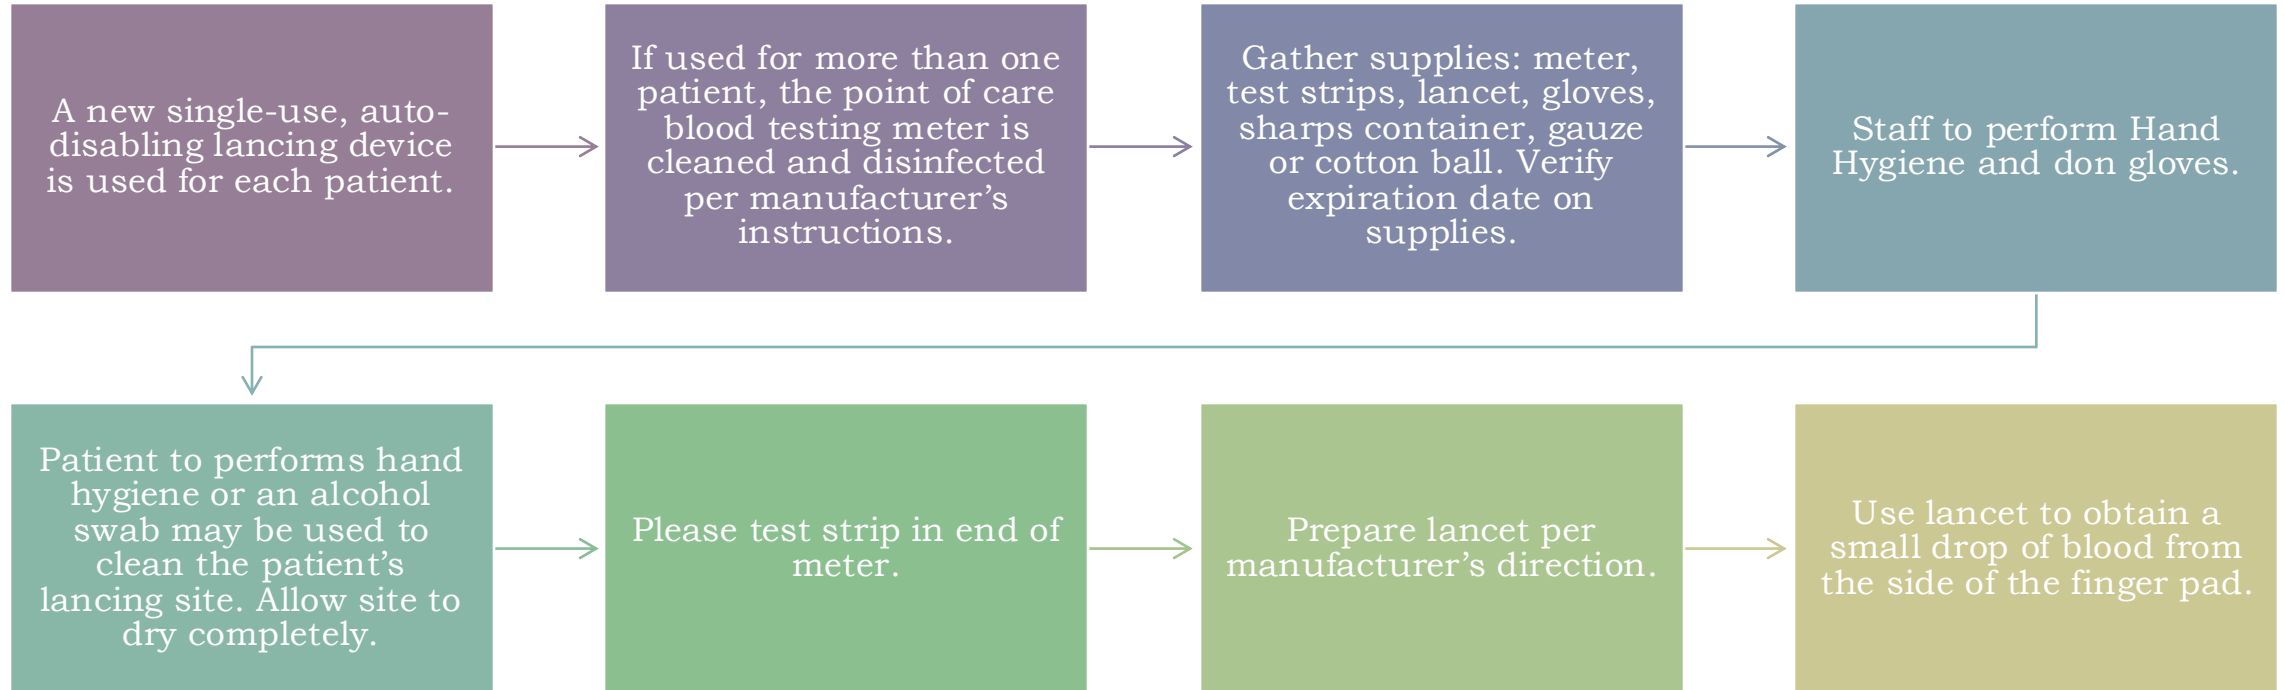 A new single-use, auto-
disabling lancing device
is used for each patient.
If used for more than one
patient, the point of care
blood testing meter is
cleaned and disinfected
per manufacturer’s
instructions.
Gather supplies: meter,
test strips, lancet, gloves,
sharps container, gauze
or cotton ball. Verify
expiration date on
supplies.
Staff to perform Hand
Hygiene and don gloves.
Patient to performs hand
hygiene or an alcohol
swab may be used to
clean the patient’s
lancing site. Allow site to
dry completely.
Please test strip in end of
meter.
Prepare lancet per
manufacturer’s direction.
Use lancet to obtain a
small drop of blood from
the side of the finger pad.